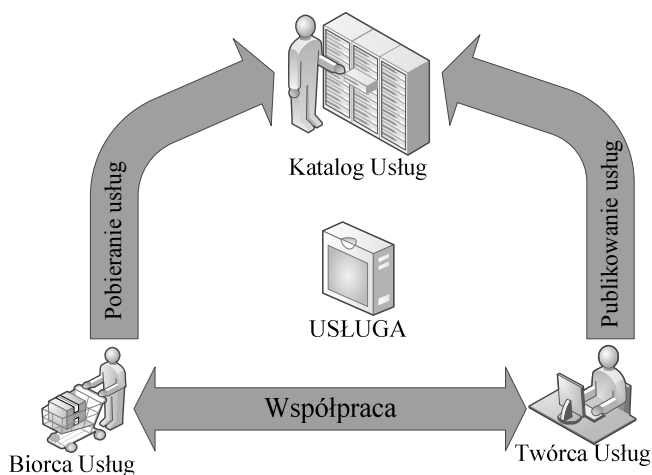 Katalog Usług
Pobieranie usług
Publikowanie usług
USŁUGA
Współpraca
Biorca Usług
Twórca Usług